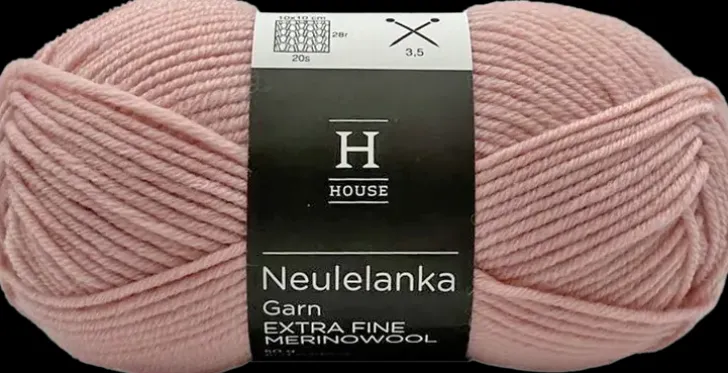 10x10 cm
28r
20s
3,5
H
HOUSE
Neulelanka
Garn
EXTRA FINE
MERINOWOOL